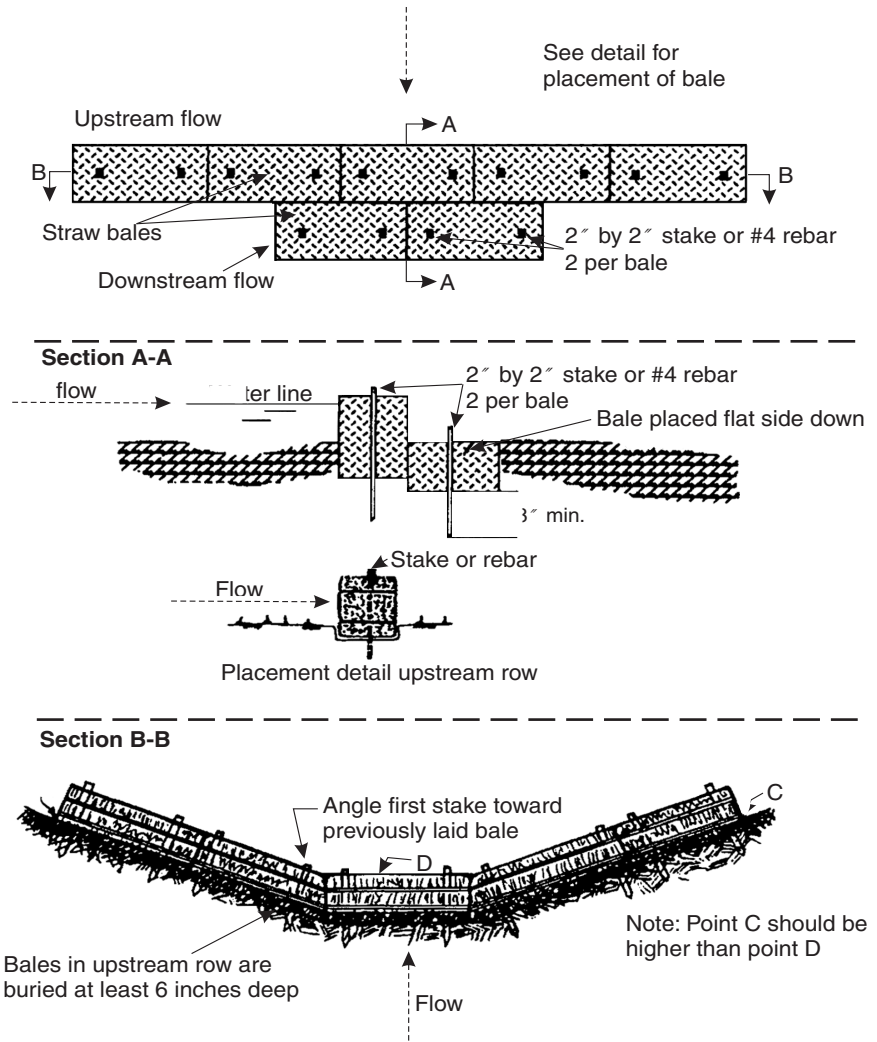 See detail for
placement of bale
Upstream flow
A
B
B
Straw bales
2″ by 2″ stake or #4 rebar
2 per bale
Downstream flow
A
Section A-A
flow
line
2″ by 2″ stake or #4 rebar
2 per bale
Bale placed flat side down
min.
Stake or rebar
Flow
Placement detail upstream row
Section B-B
C
Angle first stake toward
previously laid bale
D
Note: Point C should be
higher than point D
Bales in upstream row are
buried at least 6 inches deep
Flow